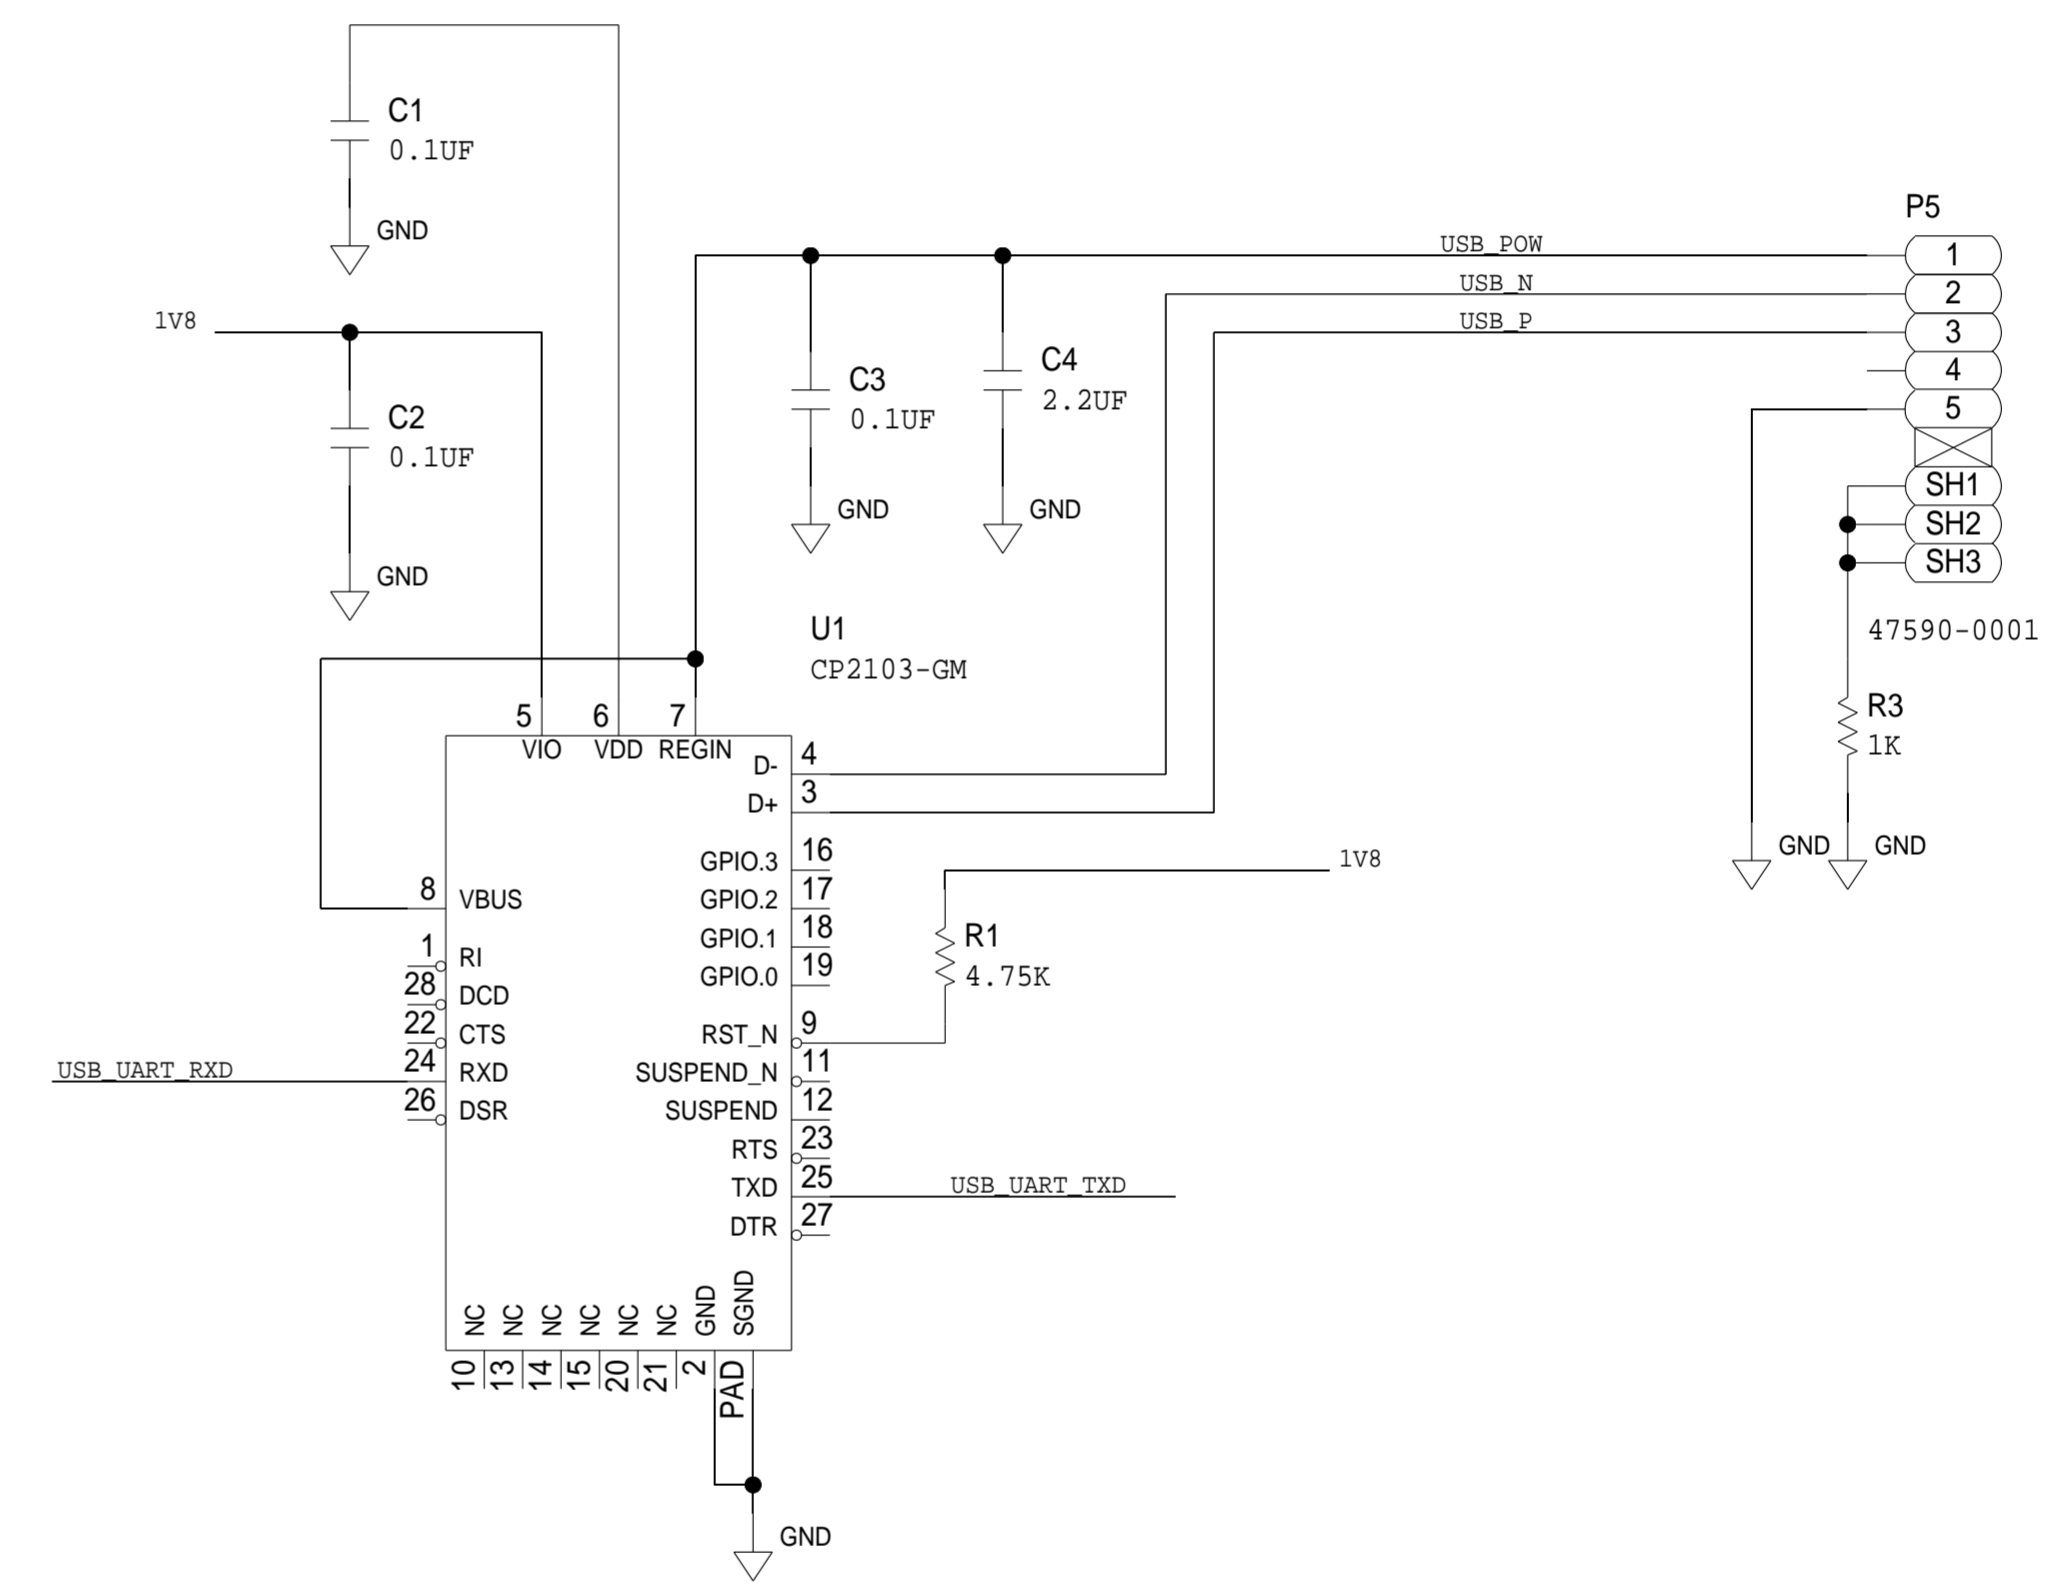 C1
0.1UF
GND
P5
USB_POW
1
USB_N
2
1V8
USB_P
3
C4
2.2UF
4
C3
0.1UF
5
C2
0.1UF
SH1
GND
GND
SH2
SH3
GND
U1
CP2103-GM
47590-0001
5
6
7
VIO
VDD
REGIN
R3
1K
D-
4
D+
3
GND
GND
GPIO.3
16
1V8
8
VBUS
GPIO.2
17
1
RI
GPIO.1
18
R1
4.75K
28
DCD
GPIO.0
19
22
CTS
RST_N
9
USB_UART_RXD
24
RXD
SUSPEND_N
11
26
DSR
SUSPEND
12
RTS
23
TXD
25
USB_UART_TXD
DTR
27
NC
NC
NC
NC
NC
NC
GND
SGND
10
13
14
15
20
21
2
PAD
GND